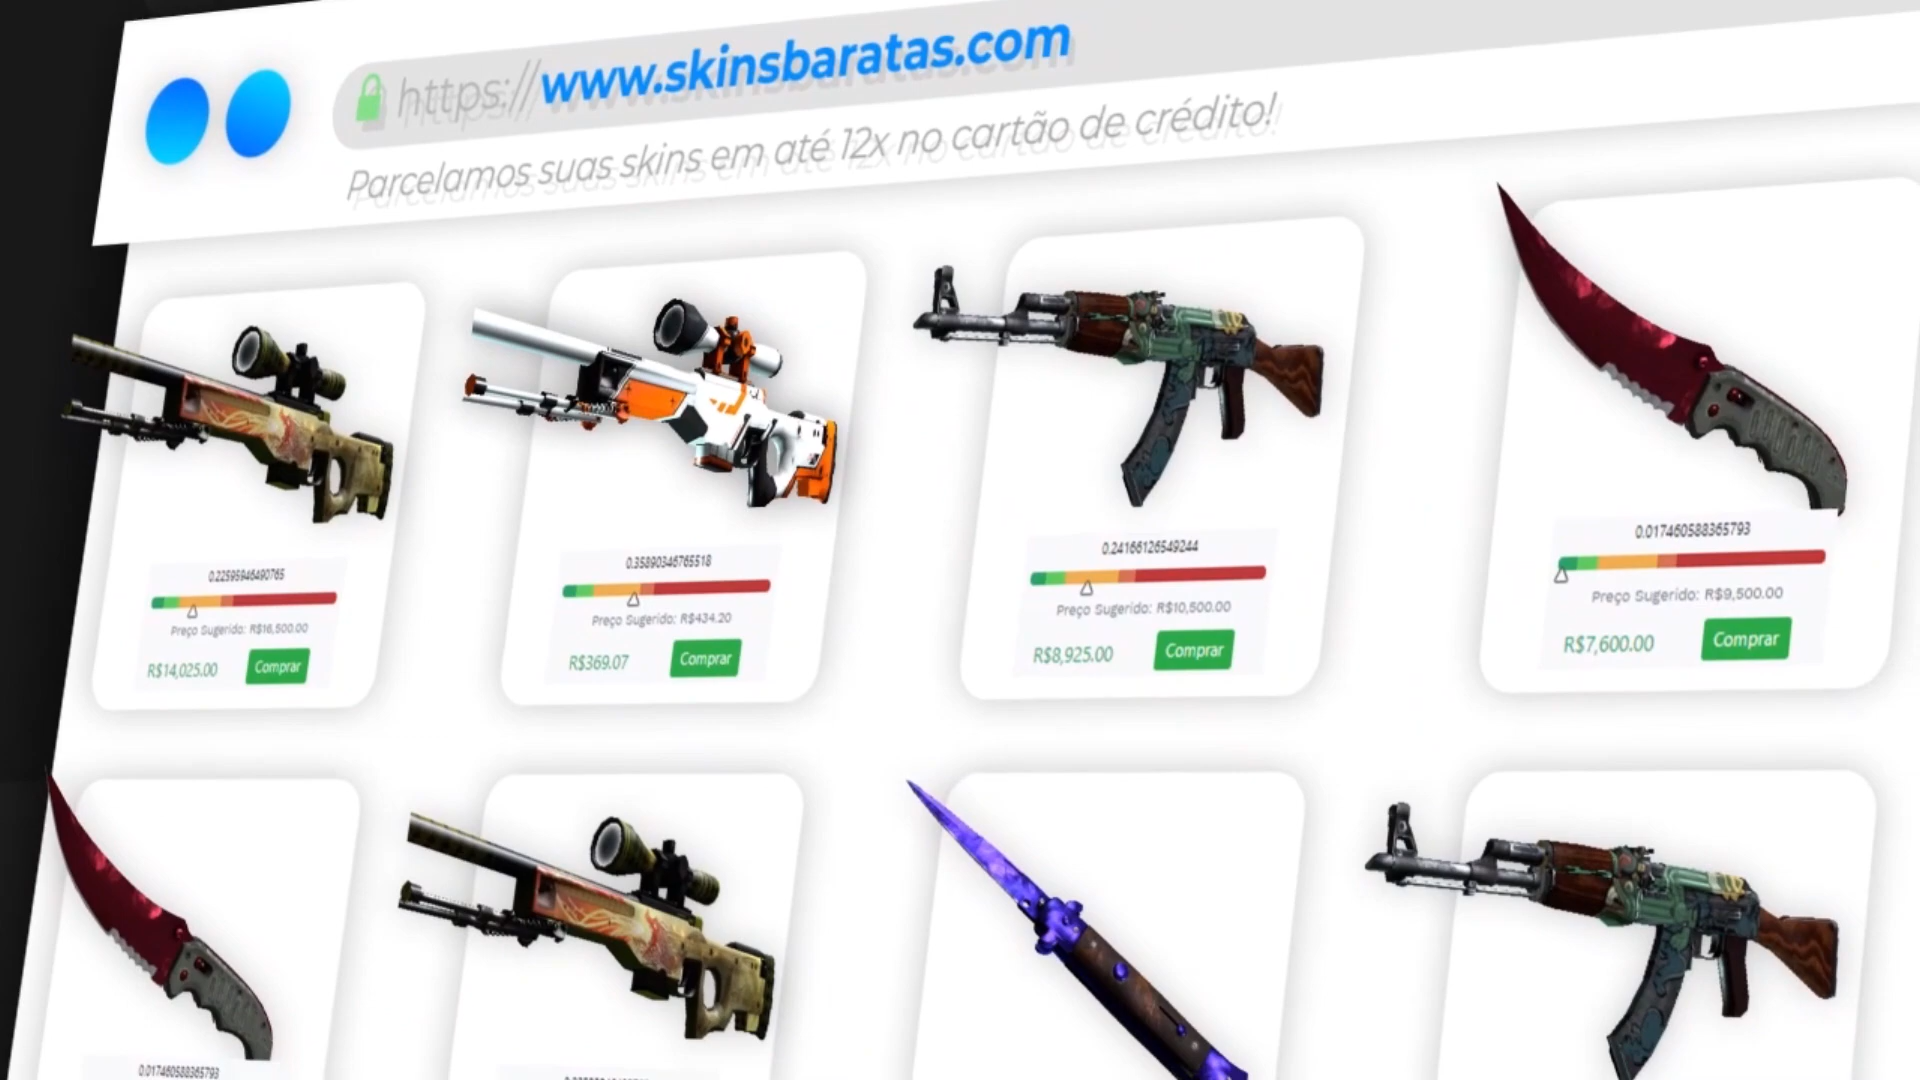 https://www.skinsbaratas.com
Parcelamos suas skins em até 12x no cartão de crédito!
0.22595946490765
Preço Sugerido: R$16,500.00
R$14,025.00 Comprar
0.35890346765518
Preço Sugerido: R$434.20
R$369.07 Comprar
0.24166126549244
Preço Sugerido: R$10,500.00
R$8,925.00 Comprar
0.017460588365793
Preço Sugerido: R$9,500.00
R$7,600.00 Comprar
0.017460588365793